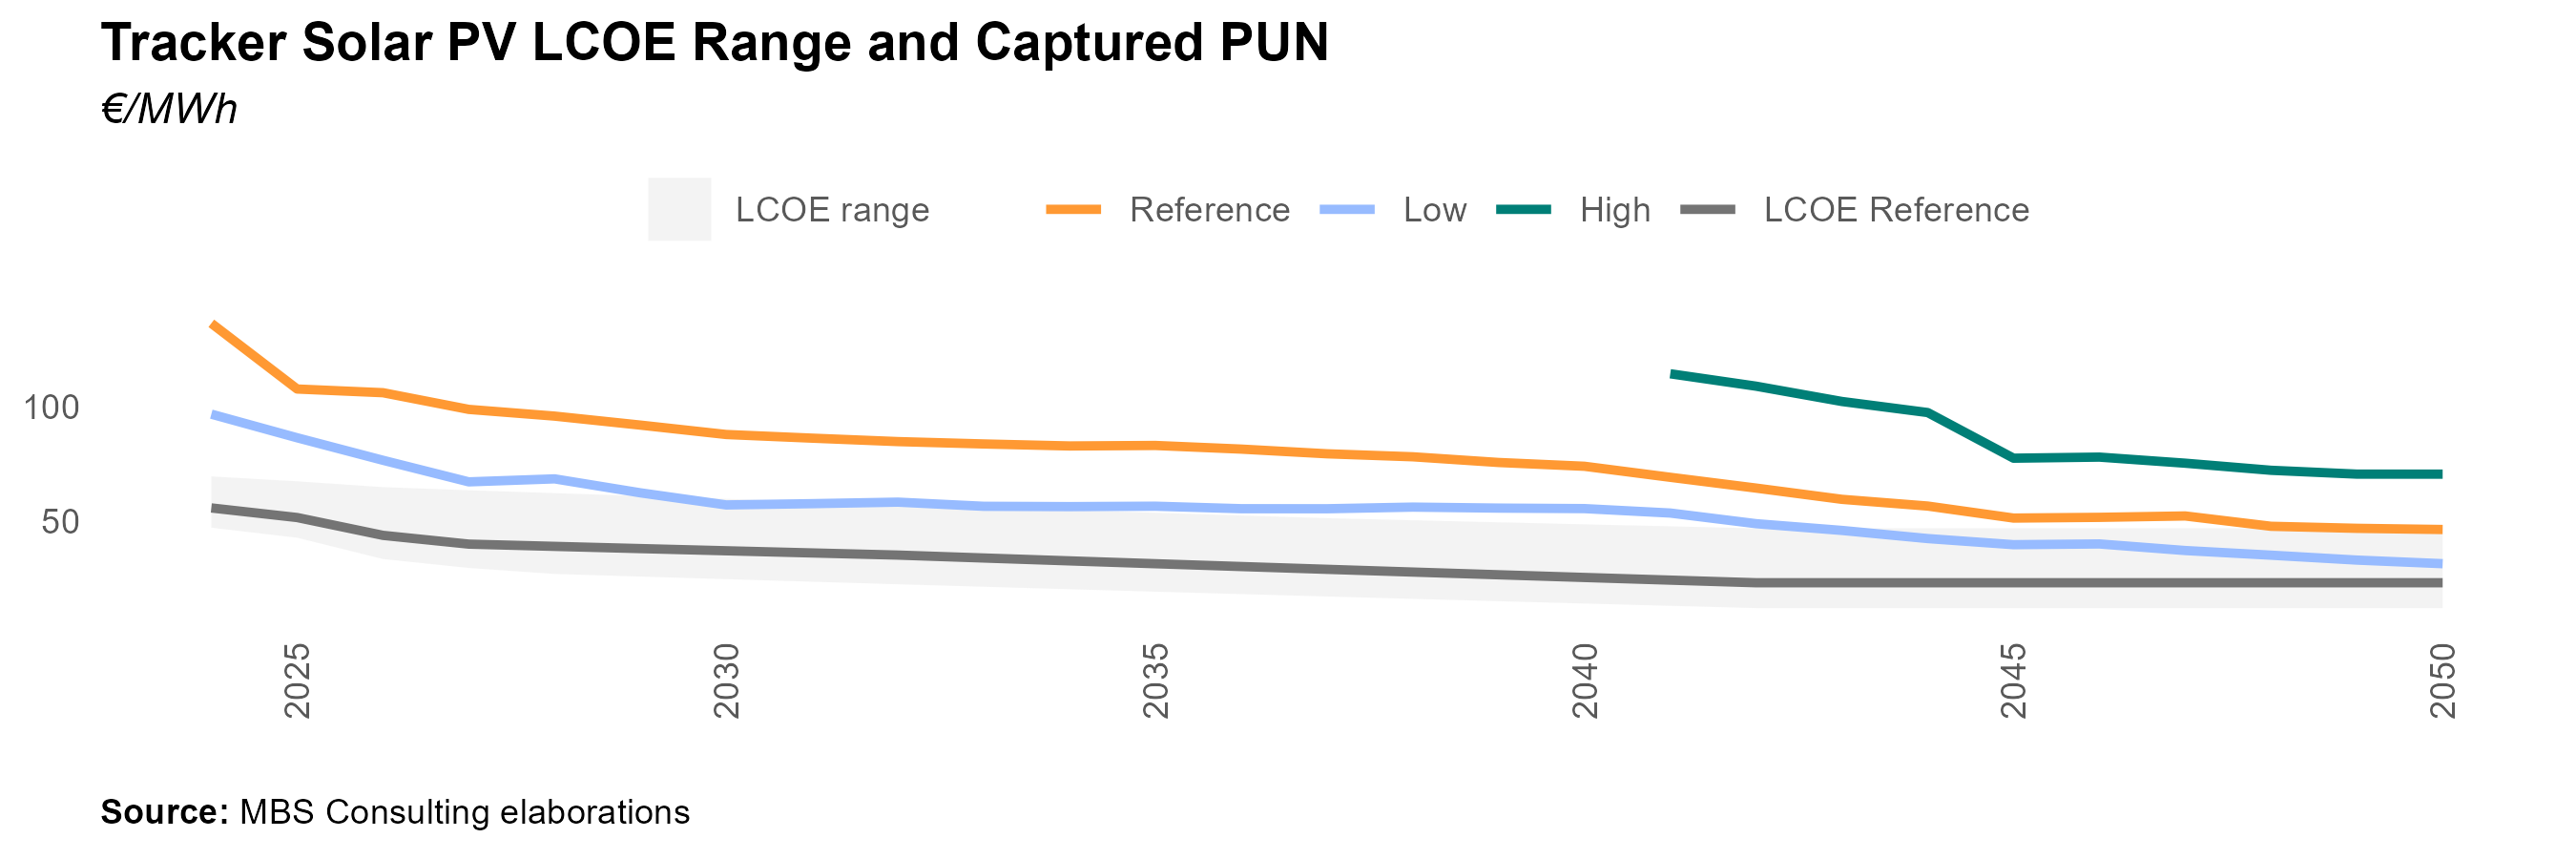 Tracker Solar PV LCOE Range and Captured PUN
€/MWh
LCOE range Reference Low High LCOE Reference
100
50
2025 2030 2035 2040 2045 2050
Source: MBS Consulting elaborations